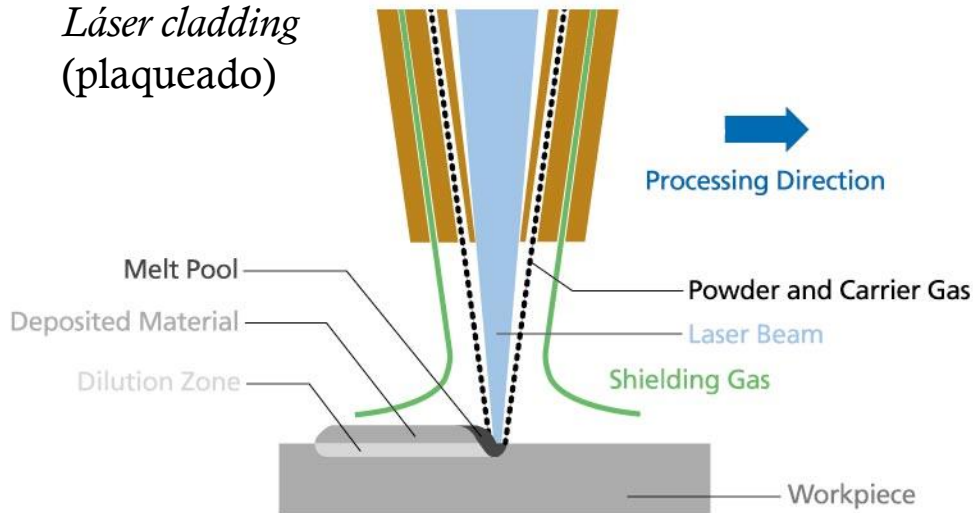 Láser cladding
(plaqueado)
Processing Direction
Melt Pool
Powder and Carrier Gas
Deposited Material
Laser Beam
Dilution Zone
Shielding Gas
Workpiece